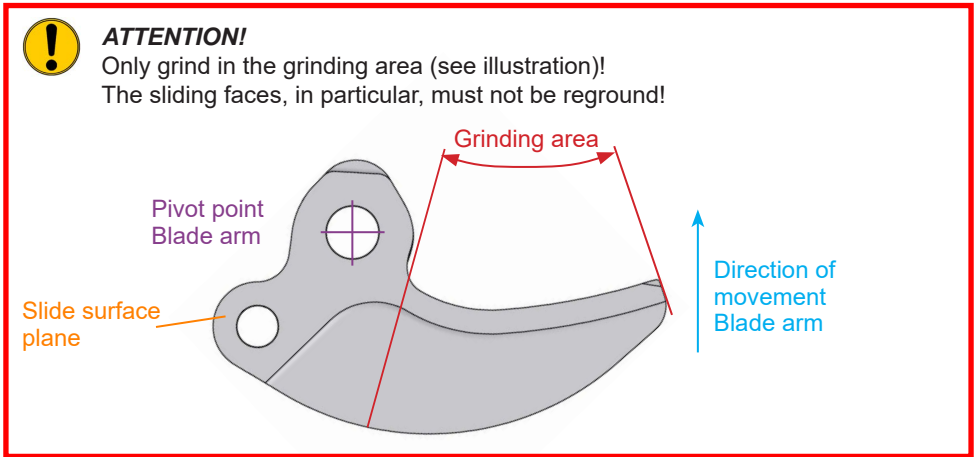 ATTENTION!
Only grind in the grinding area (see illustration)!
The sliding faces, in particular, must not be reground!
Grinding area
Pivot point
Blade arm
Direction of
movement
Blade arm
Slide surface
plane